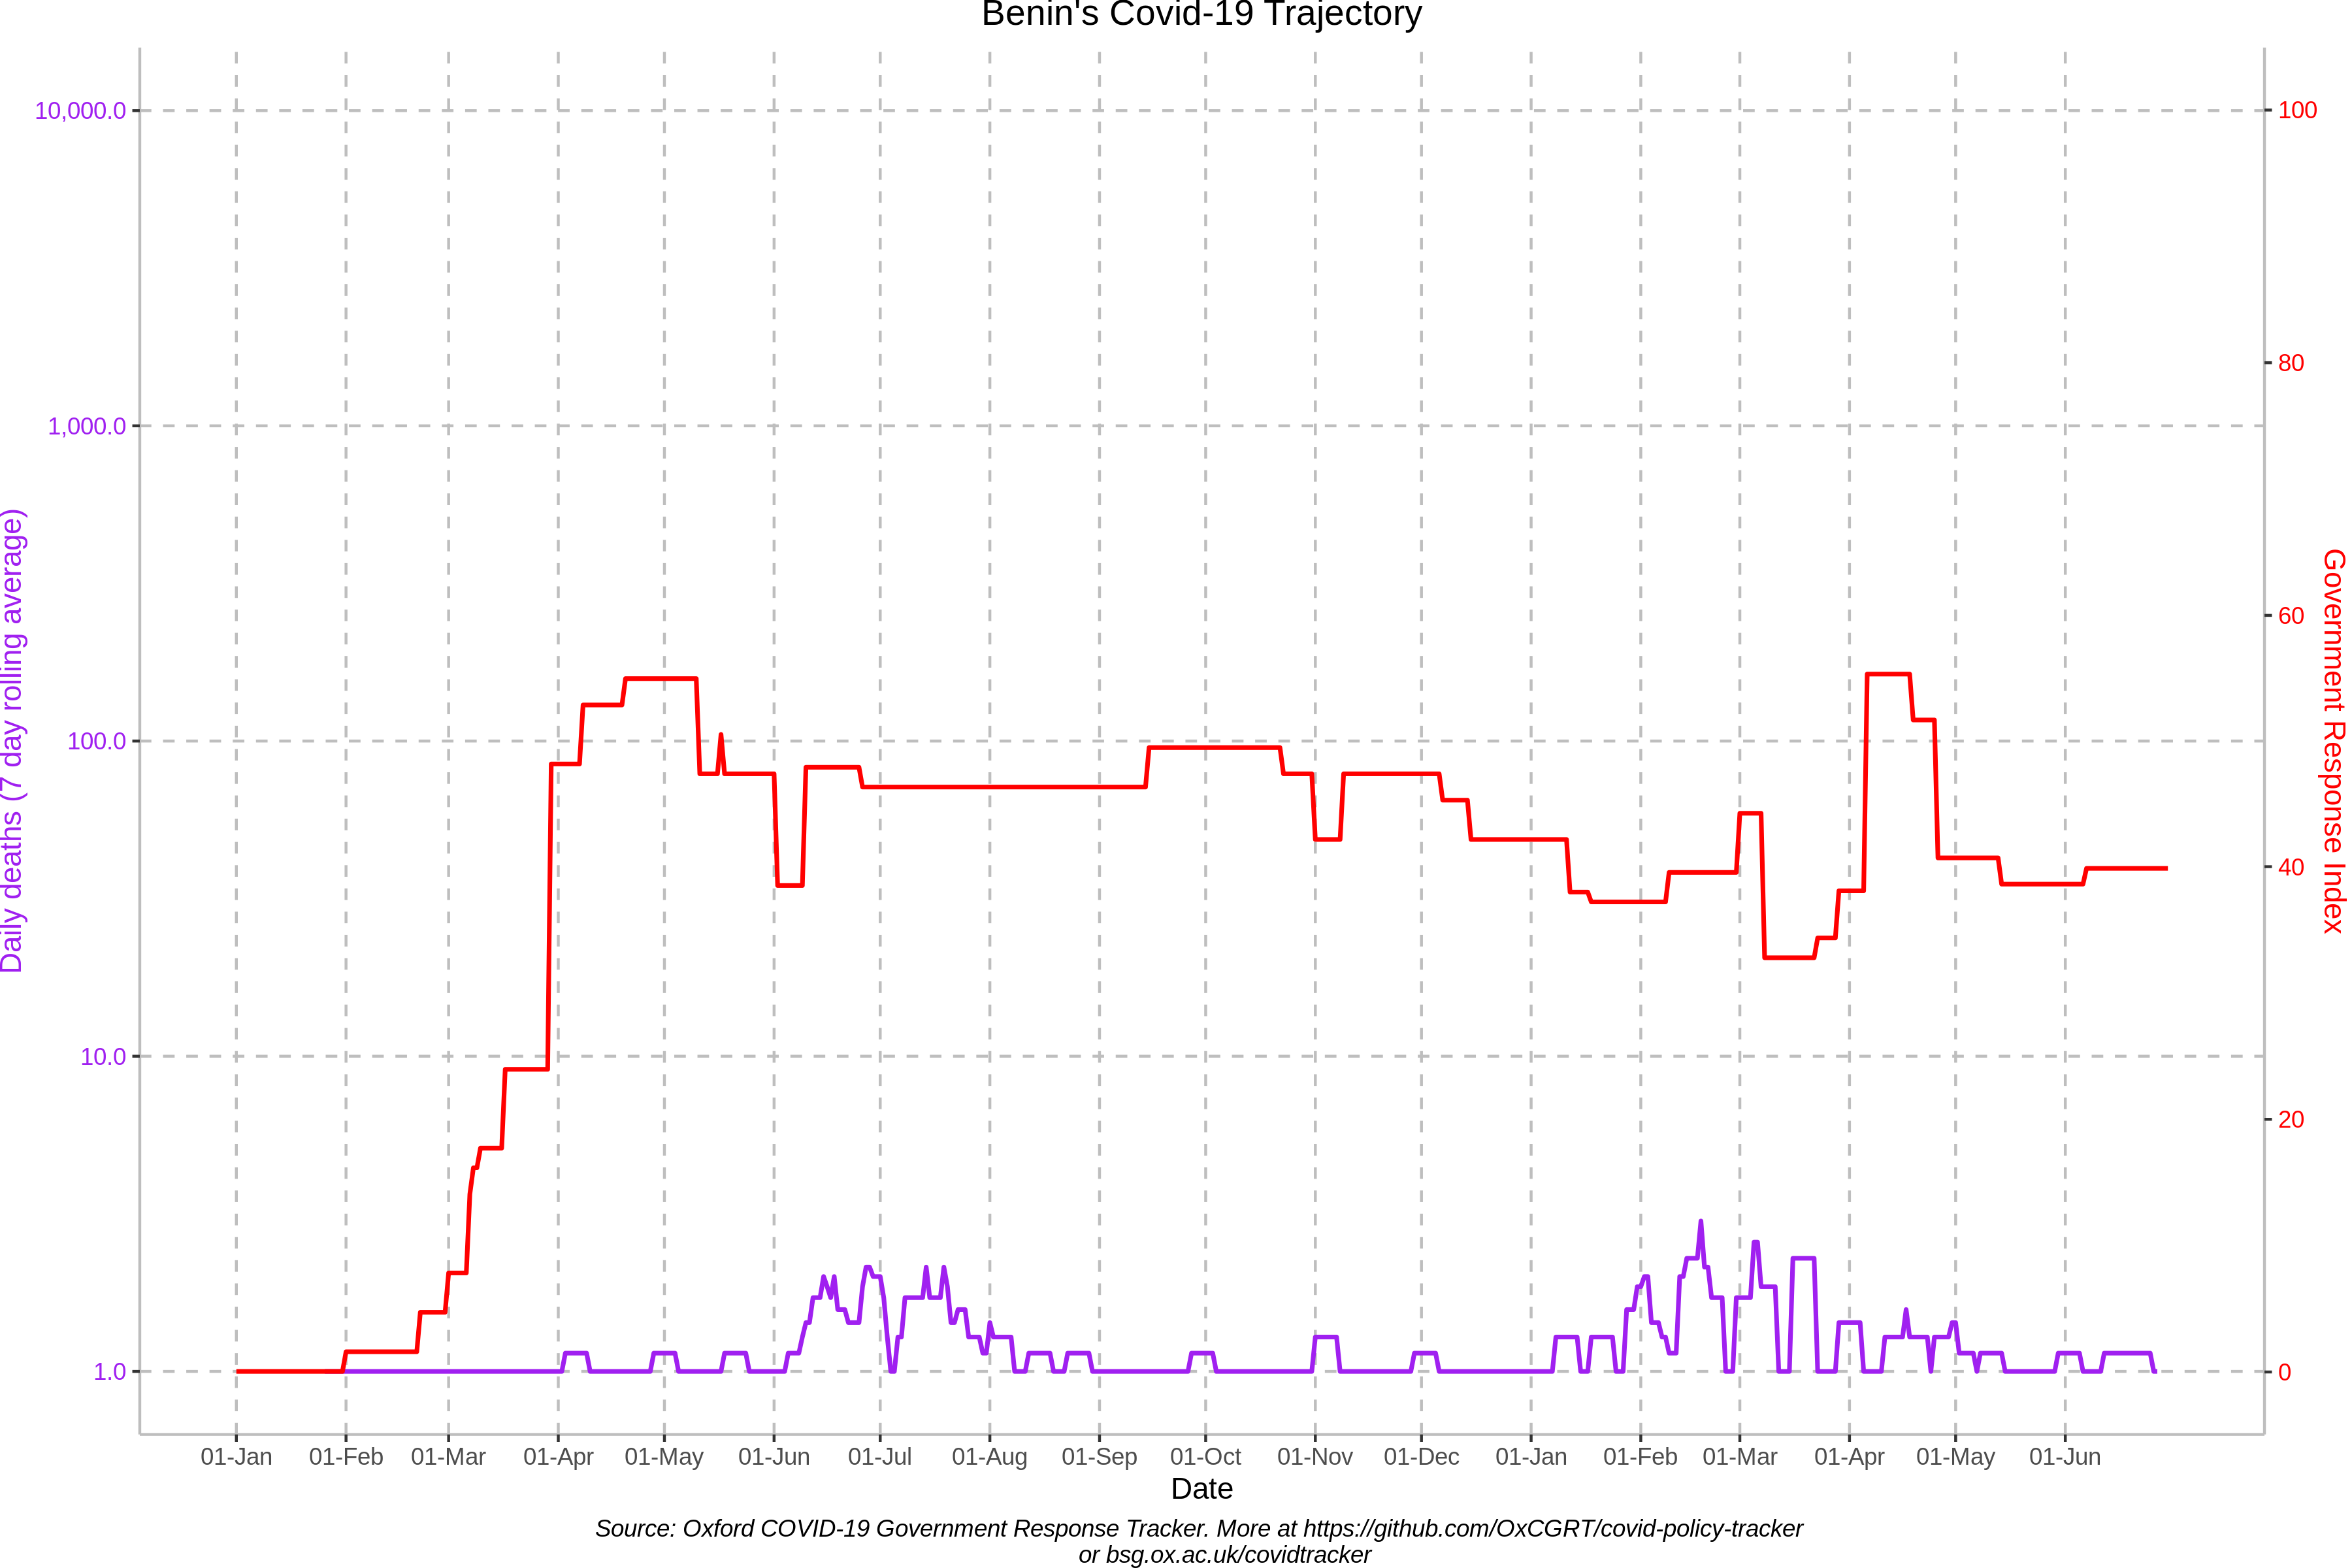 Benin's Covid-19 Trajectory
10,000.0
1,000.0
100.0
10.0
1.0
Daily deaths (7 day rolling average)
100
80
60
40
20
0
Government Response Index
01-Jan 01-Feb 01-Mar 01-Apr 01-May 01-Jun 01-Jul 01-Aug 01-Sep 01-Oct 01-Nov 01-Dec 01-Jan 01-Feb 01-Mar 01-Apr 01-May 01-Jun
Date
Source: Oxford COVID-19 Government Response Tracker. More at https://github.com/OxCGRT/covid-policy-tracker
or bsg.ox.ac.uk/covidtracker